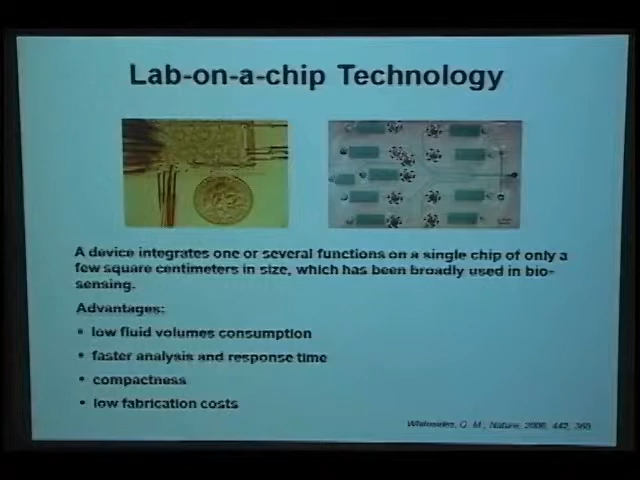 Lab-on-a-chip Technology
A device integrates one or several functions on a single chip of only a
few square centimeters in size, which has been broadly used in bio-
sensing.
Advantages:
• low fluid volumes consumption
• faster analysis and response time
• compactness
• low fabrication costs
Whitesides, G. M., Nature, 2006, 442, 368